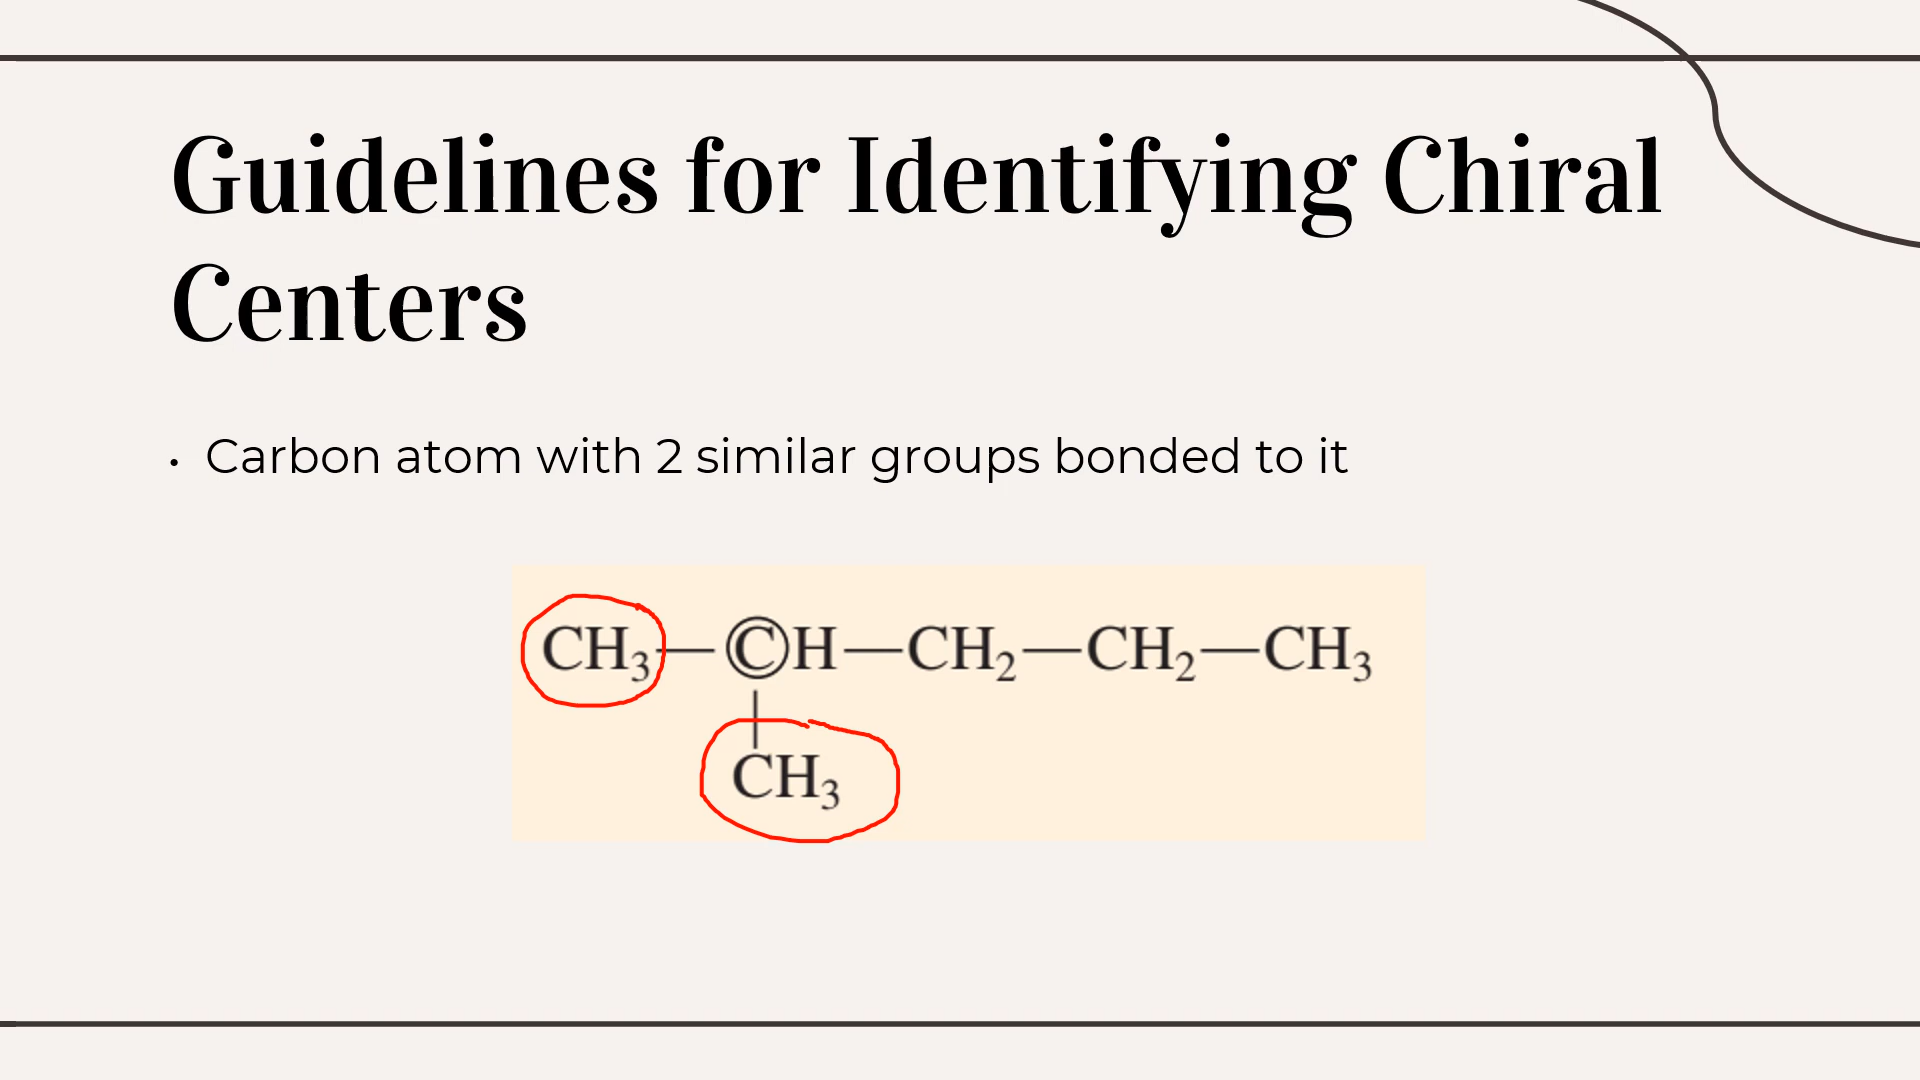 Guidelines for Identifying Chiral
Centers
• Carbon atom with 2 similar groups bonded to it
CH₃—©H—CH₂—CH₂—CH₃
CH₃